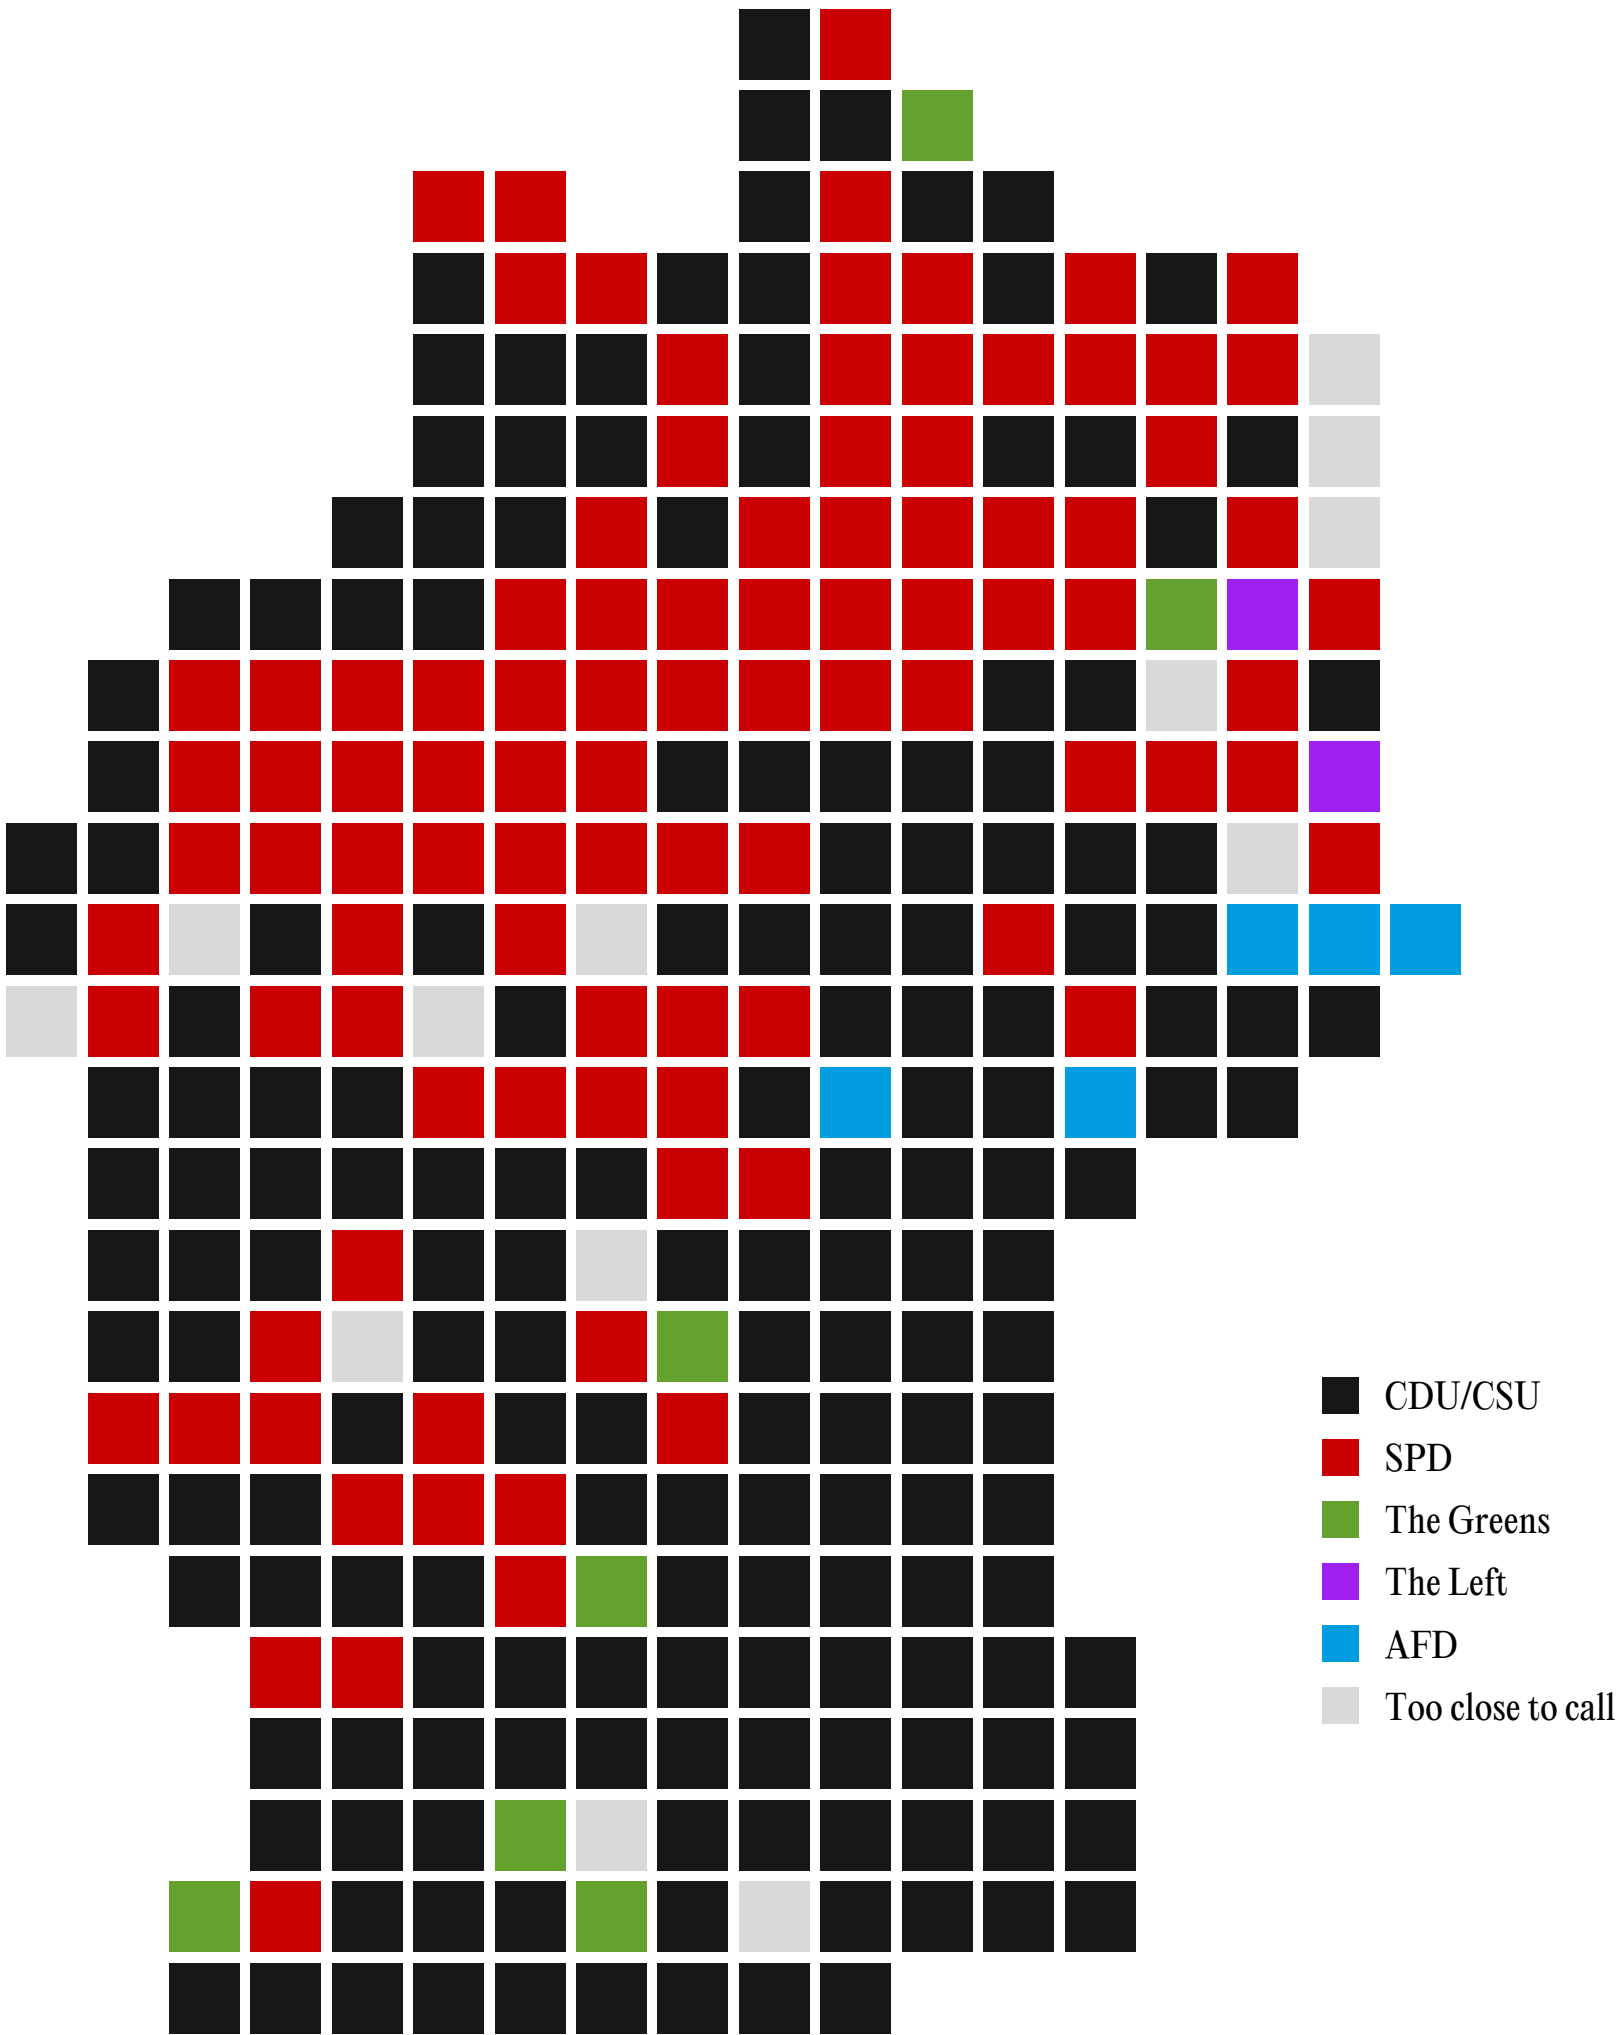 CDU/CSU
SPD
The Greens
The Left
AFD
Too close to call